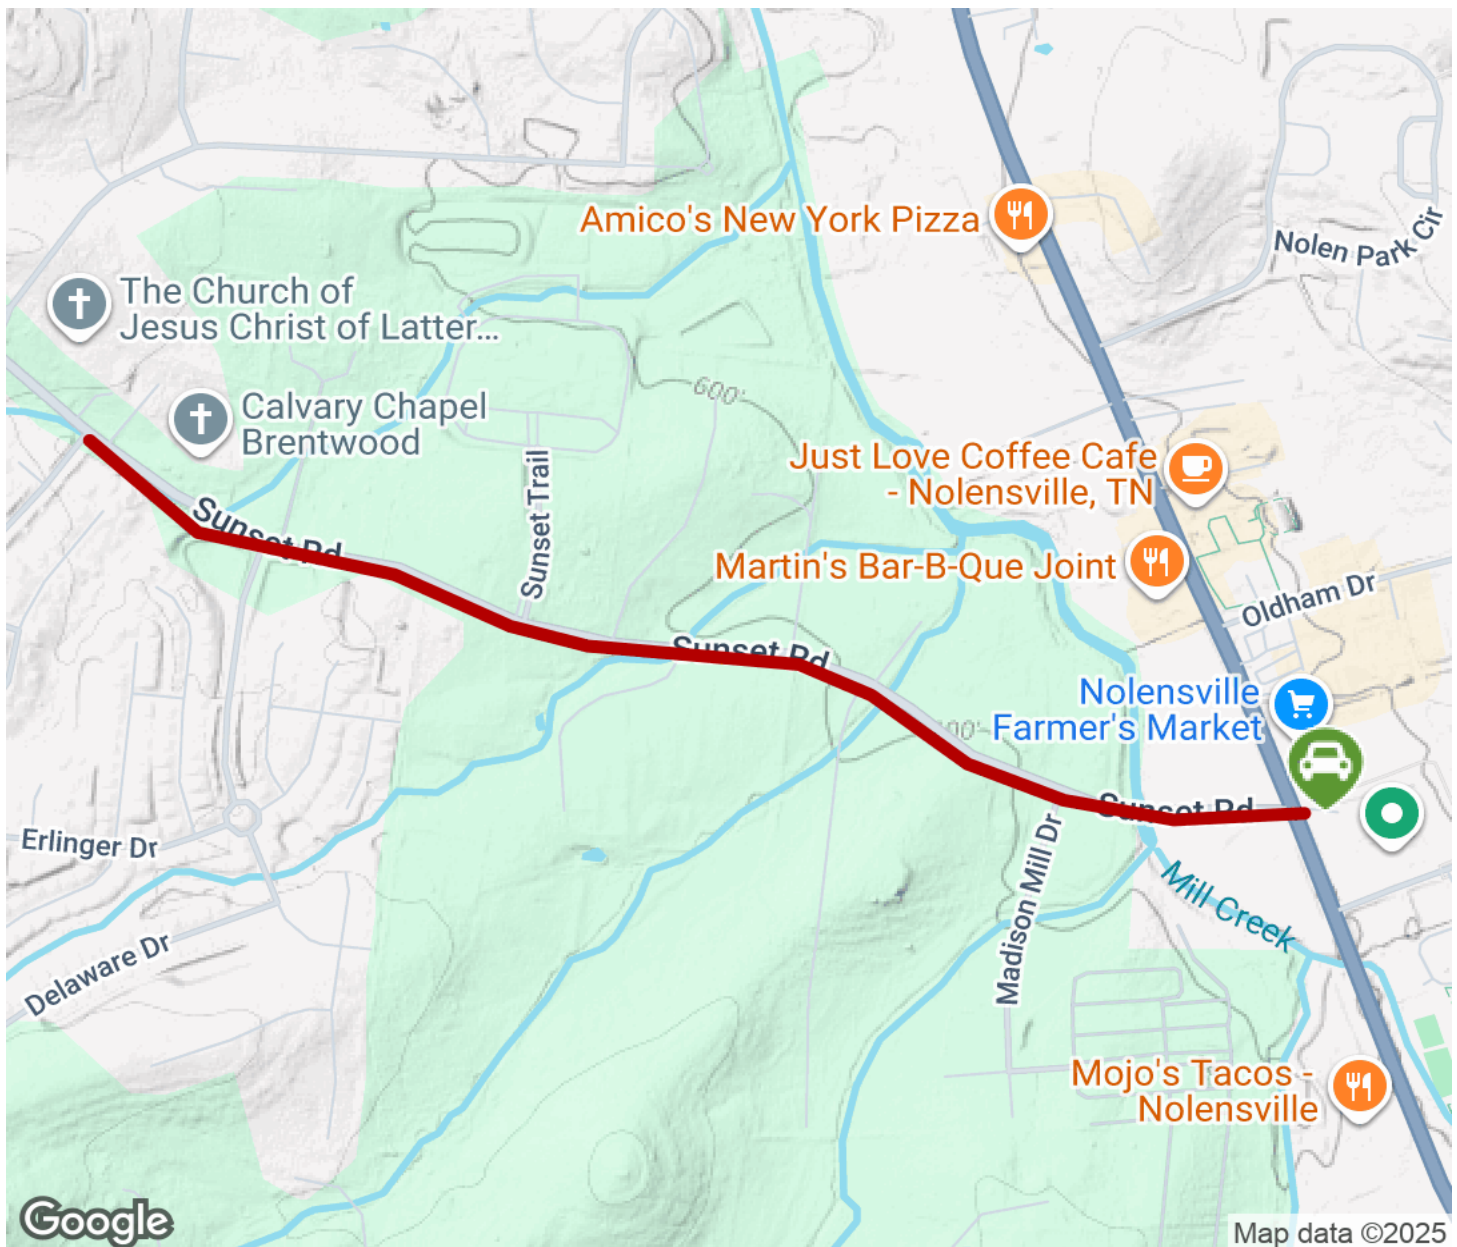 Amico's New York Pizza
Nolen Park Cir
The Church of
Jesus Christ of Latter...
600'
Calvary Chapel
Brentwood
Just Love Coffee Cafe
- Nolensville, TN
Sunset Trail
Sunset Rd
Martin's Bar-B-Que Joint
Oldham Dr
Sunset Rd
Nolensville
Farmer's Market
Sunset Rd
Erlinger Dr
Madison Mill Dr
Mill Creek
Delaware Dr
Mojo's Tacos -
Nolensville
Google
Map data ©2025